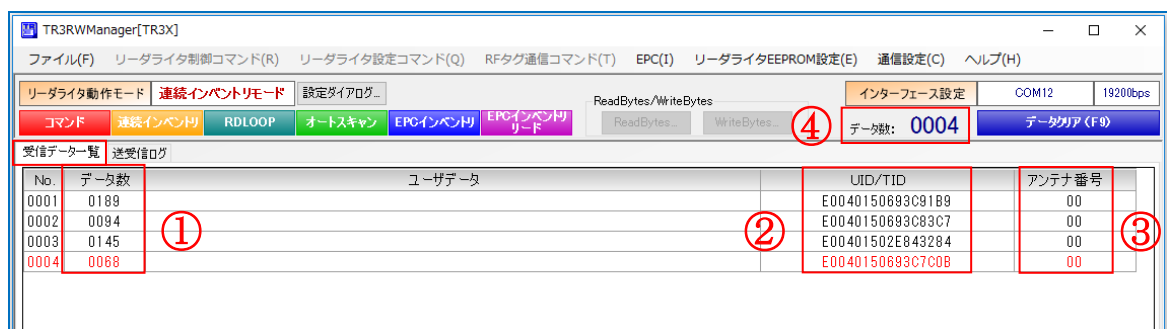 TR3RWManager[TR3X]
ファイル(F) リーダライタ制御コマンド(R) リーダライタ設定コマンド(Q) RFタグ通信コマンド(T) EPC(I) リーダライタEEPROM設定(E) 通信設定(C) ヘルプ(H)
リーダライタ動作モード 連続インベントリモード 設定ダイアログ... インターフェース設定 COM12 19200bps
ReadBytes/WriteBytes
コマンド 連続インベントリ RDLOOP オートスキャン EPCインベントリ EPCインベントリリード ReadBytes... WriteBytes... ④ データ数: 0004 データクリア(F9)
受信データ一覧 送受信ログ
No. データ数 ユーザデータ UID/TID アンテナ番号
0001 0189 E0040150693C91B9 00
0002 0094 E0040150693C83C7 00
0003 0145 E00401502E843284 00
0004 0068 E0040150693C7C0B 00
① ② ③